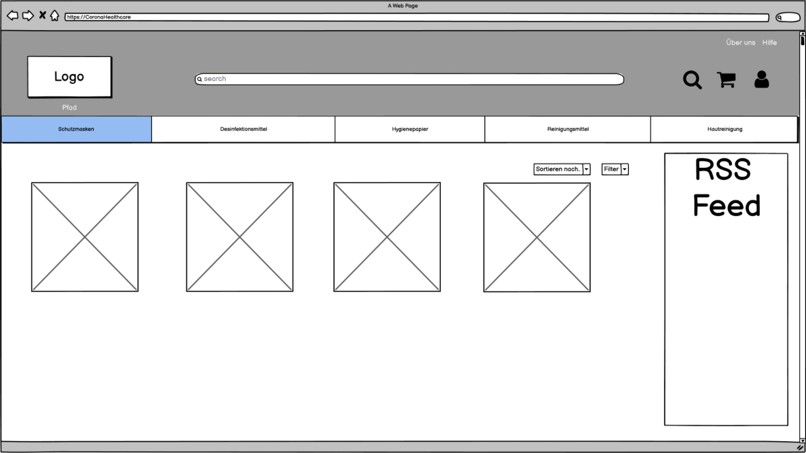 A Web Page
https://CoronaHealthcare
Über uns Hilfe
Logo
search
Pfad
Schutzmasken Desinfektionsmittel Hygienepapier Reinigungsmittel Hautreinigung
Sortieren nach. Filter
RSS
Feed